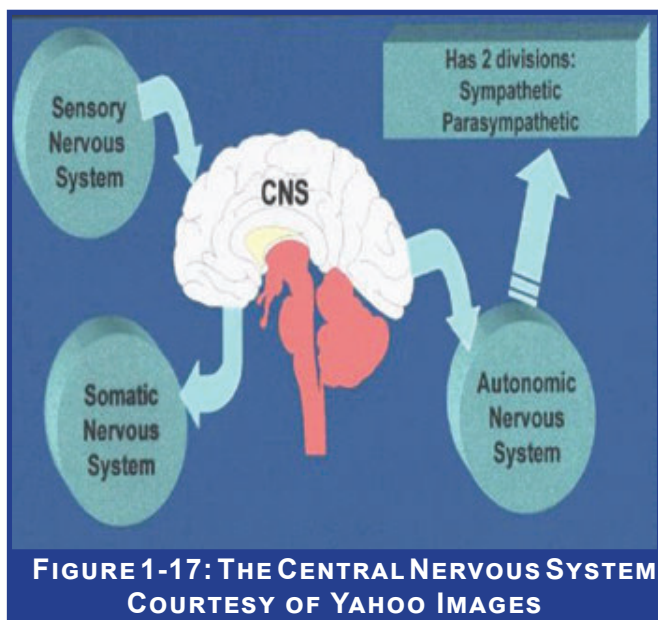 Sensory
Nervous
System
Has 2 divisions:
Sympathetic
Parasympathetic
CNS
Somatic
Nervous
System
Autonomic
Nervous
System
FIGURE 1-17: THE CENTRAL NERVOUS SYSTEM
COURTESY OF YAHOO IMAGES